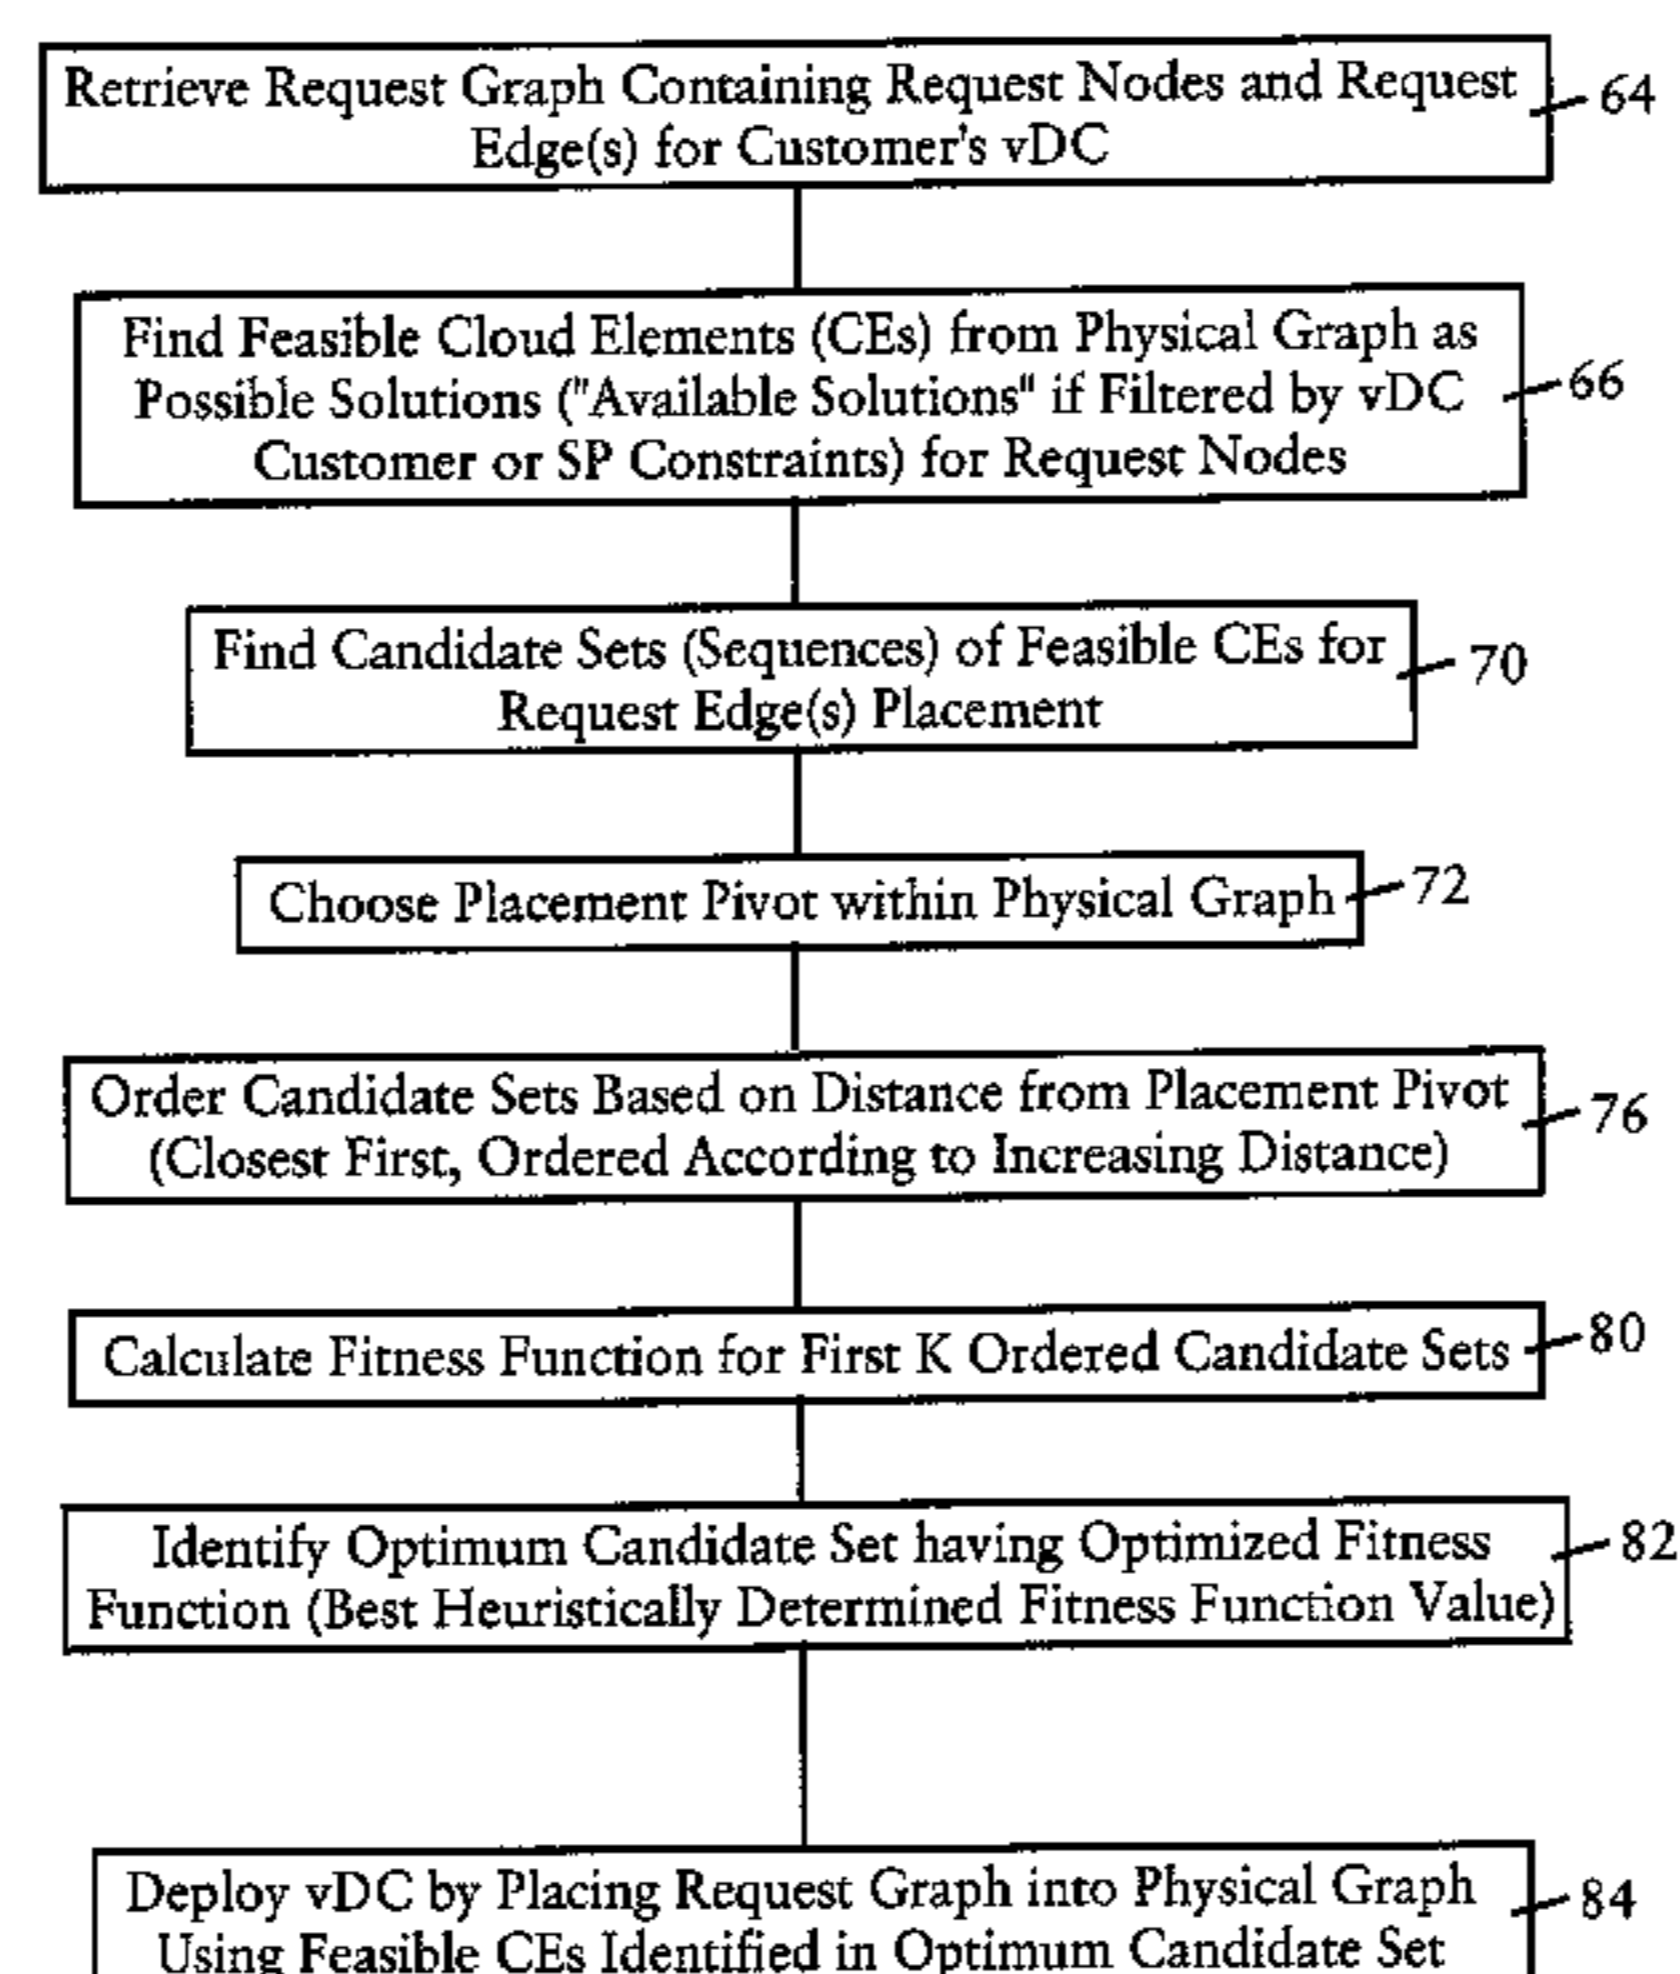 Retrieve Request Graph Containing Request Nodes and Request
Edge(s) for Customer's vDC
64
Find Feasible Cloud Elements (CEs) from Physical Graph as
Possible Solutions ("Available Solutions" if Filtered by vDC
Customer or SP Constraints) for Request Nodes
66
Find Candidate Sets (Sequences) of Feasible CEs for
Request Edge(s) Placement
70
Choose Placement Pivot within Physical Graph
72
Order Candidate Sets Based on Distance from Placement Pivot
(Closest First, Ordered According to Increasing Distance)
76
Calculate Fitness Function for First K Ordered Candidate Sets
80
Identify Optimum Candidate Set having Optimized Fitness
Function (Best Heuristically Determined Fitness Function Value)
82
Deploy vDC by Placing Request Graph into Physical Graph
Using Feasible CEs Identified in Optimum Candidate Set
84